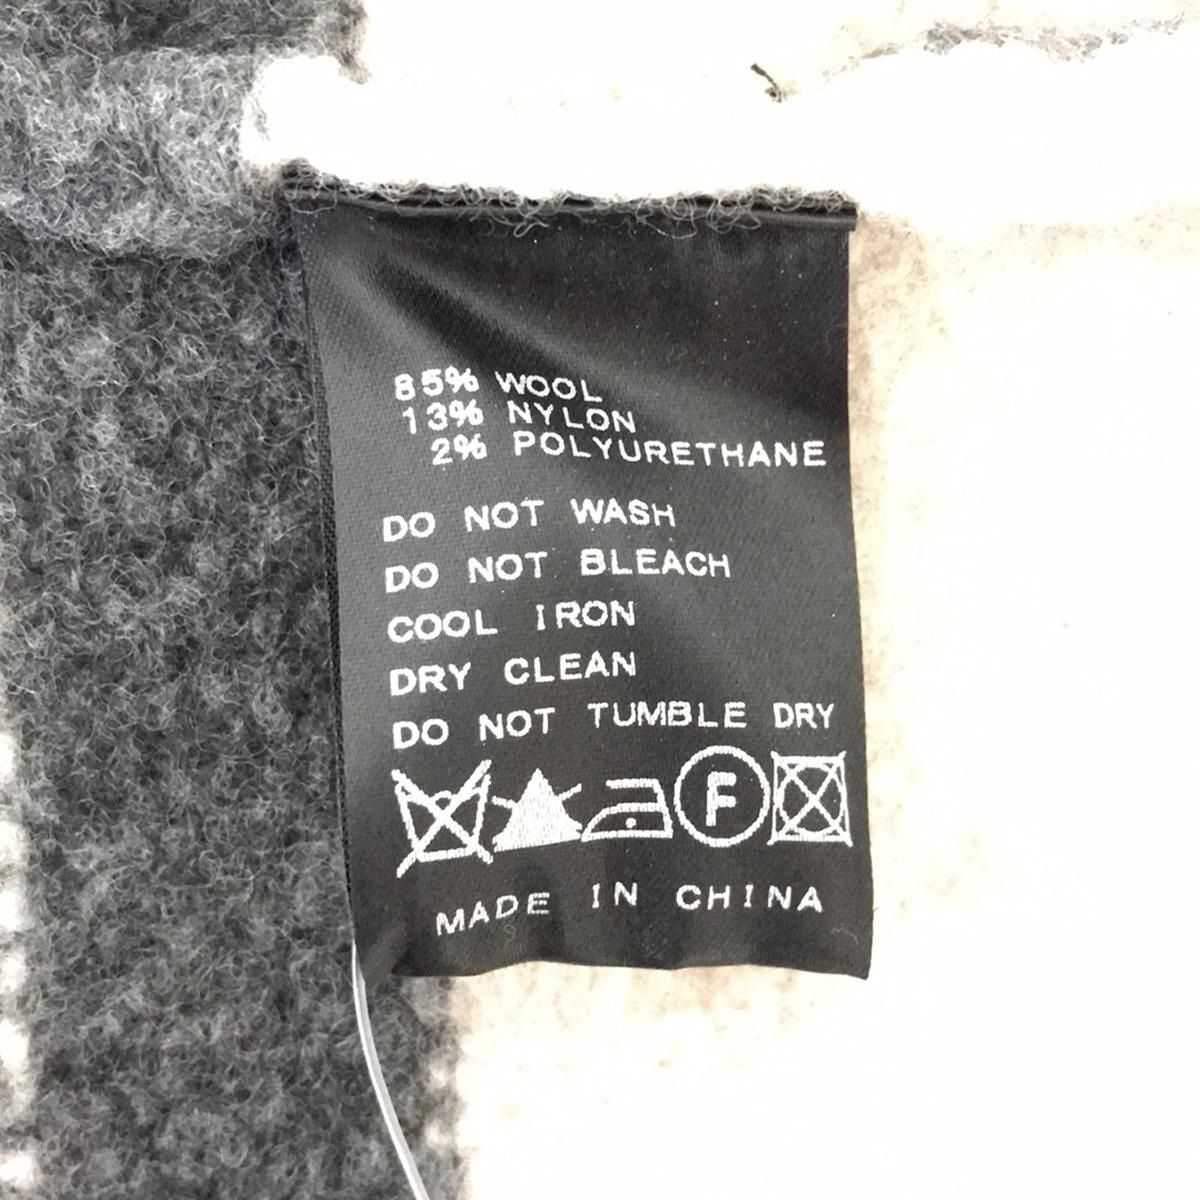 85% WOOL
13% NYLON
2% POLYURETHANE
DO NOT WASH
DO NOT BLEACH
COOL IRON
DRY CLEAN
DO NOT TUMBLE DRY
F
MADE IN CHINA